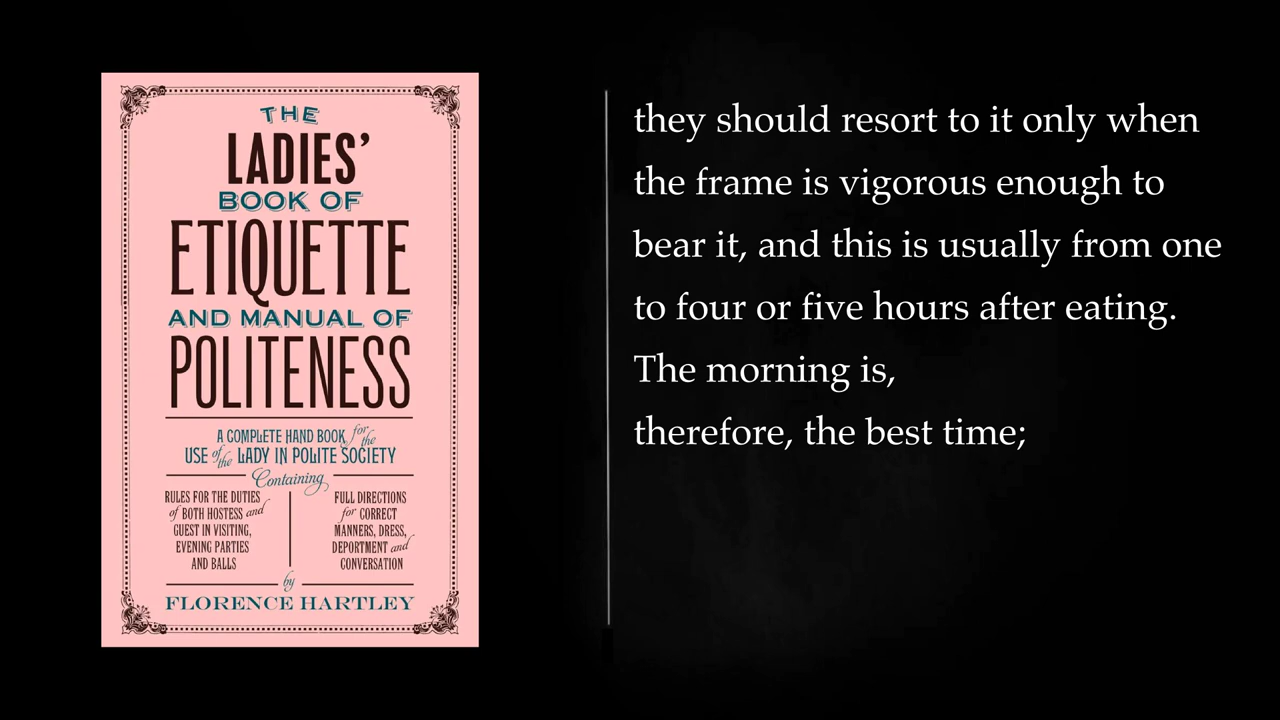 THE
LADIES'
BOOK OF
ETIQUETTE
AND MANUAL OF
POLITENESS
A COMPLETE HAND BOOK for the
USE of the LADY IN POLITE SOCIETY
Containing
RULES FOR THE DUTIES
of BOTH HOSTESS and
GUEST IN VISITING,
EVENING PARTIES
AND BALLS
FULL DIRECTIONS
for CORRECT
MANNERS, DRESS,
DEPORTMENT and
CONVERSATION
by
FLORENCE HARTLEY
they should resort to it only when
the frame is vigorous enough to
bear it, and this is usually from one
to four or five hours after eating.
The morning is,
therefore, the best time;